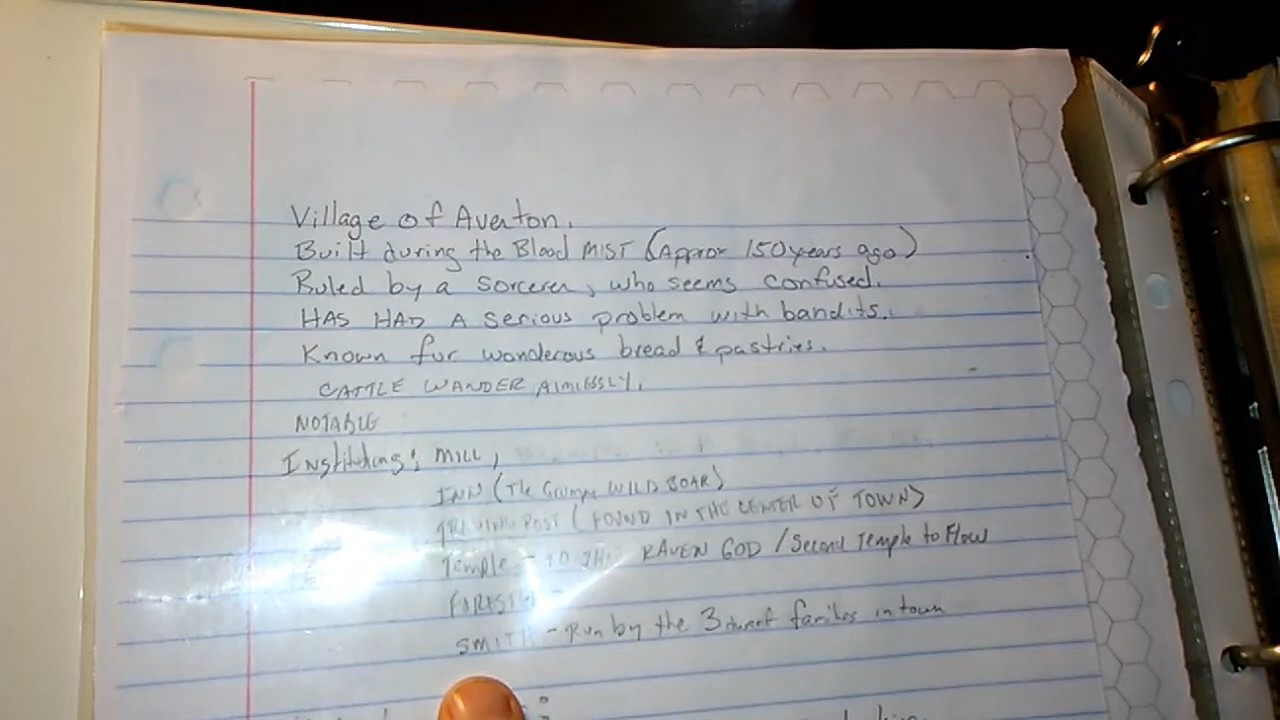 Village of Averton.
Built during the Blood MIST (Approx 150 years ago)
Ruled by a sorcerer, who seems confused.
HAS HAD A serious problem with bandits.
Known for wonderous bread & pastries.
CATTLE WANDER AIMLESSLY.
NOTABLE
Institutions: MILL,
INN (The Grumpy WILD BOAR)
POST (FOUND IN THE CENTER OF TOWN)
Temple - TO THE RAVEN GOD / Second Temple to
SMITH - Run by the 3 families in town